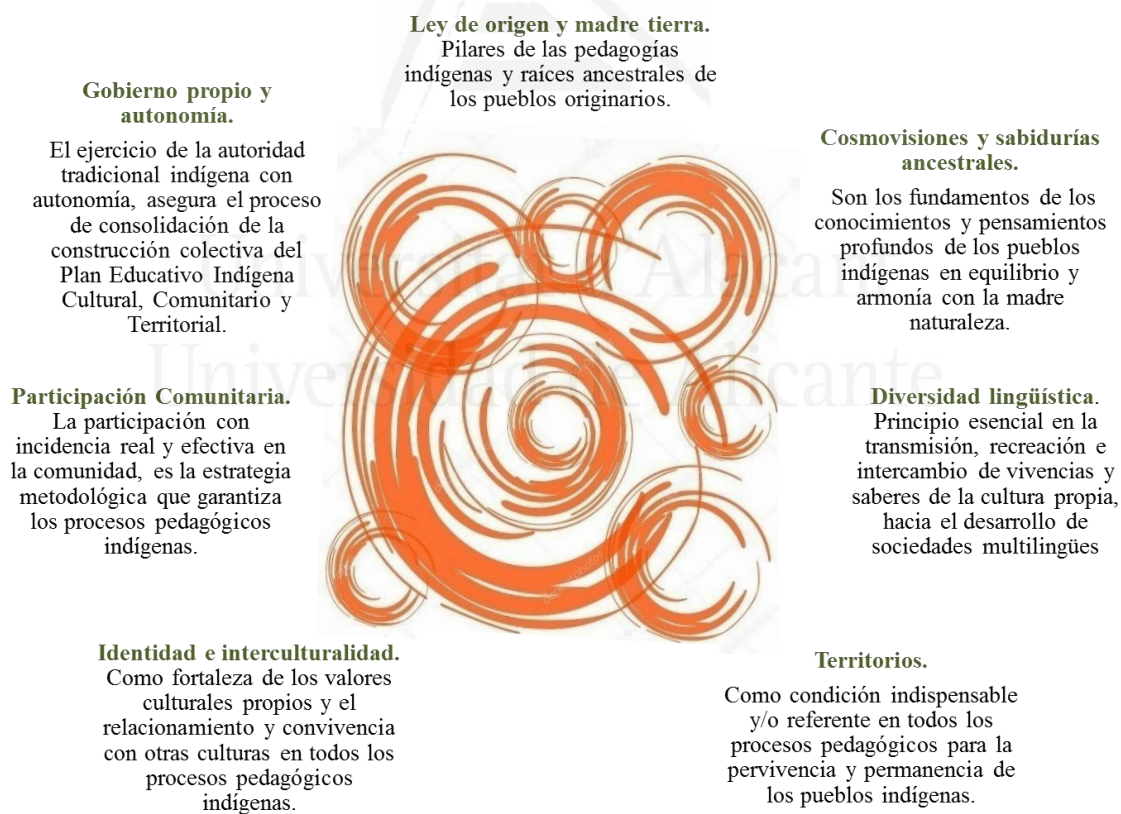 Ley de origen y madre tierra.
Pilares de las pedagogías
indígenas y raíces ancestrales de
los pueblos originarios.
Gobierno propio y
autonomía.
El ejercicio de la autoridad
tradicional indígena con
autonomía, asegura el proceso
de consolidación de la
construcción colectiva del
Plan Educativo Indígena
Cultural, Comunitario y
Territorial.
Cosmovisiones y sabidurías
ancestrales.
Son los fundamentos de los
conocimientos y pensamientos
profundos de los pueblos
indígenas en equilibrio y
armonía con la madre
naturaleza.
Participación Comunitaria.
La participación con
incidencia real y efectiva en
la comunidad, es la estrategia
metodológica que garantiza
los procesos pedagógicos
indígenas.
Diversidad lingüística.
Principio esencial en la
transmisión, recreación e
intercambio de vivencias y
saberes de la cultura propia,
hacia el desarrollo de
sociedades multilingües
Identidad e interculturalidad.
Como fortaleza de los valores
culturales propios y el
relacionamiento y convivencia
con otras culturas en todos los
procesos pedagógicos
indígenas.
Territorios.
Como condición indispensable
y/o referente en todos los
procesos pedagógicos para la
pervivencia y permanencia de
los pueblos indígenas.
Universitat d'Alacant
Universidad de Alicante